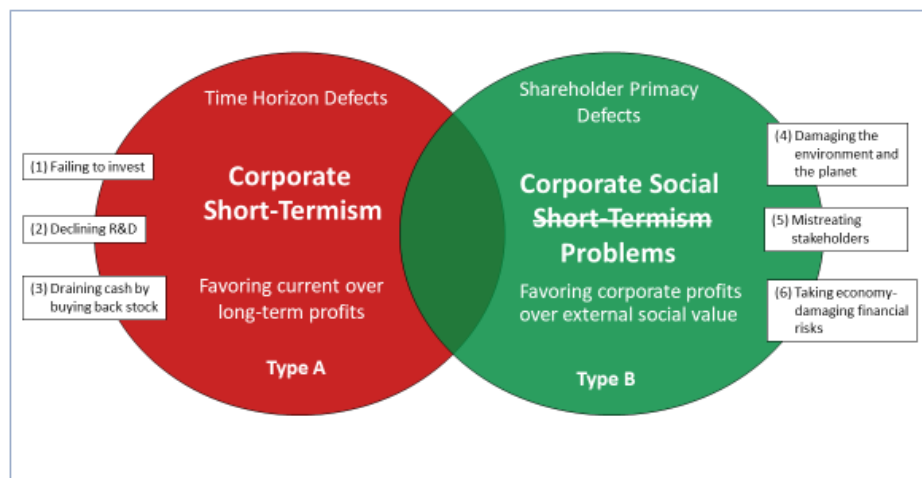 Time Horizon Defects
Corporate
Short-Termism
Favoring current over
long-term profits
Type A
(1) Failing to invest
(2) Declining R&D
(3) Draining cash by
buying back stock
Shareholder Primacy
Defects
Corporate Social
Short-Termism
Problems
Favoring corporate profits
over external social value
Type B
(4) Damaging the
environment and
the planet
(5) Mistreating
stakeholders
(6) Taking economy-
damaging financial
risks